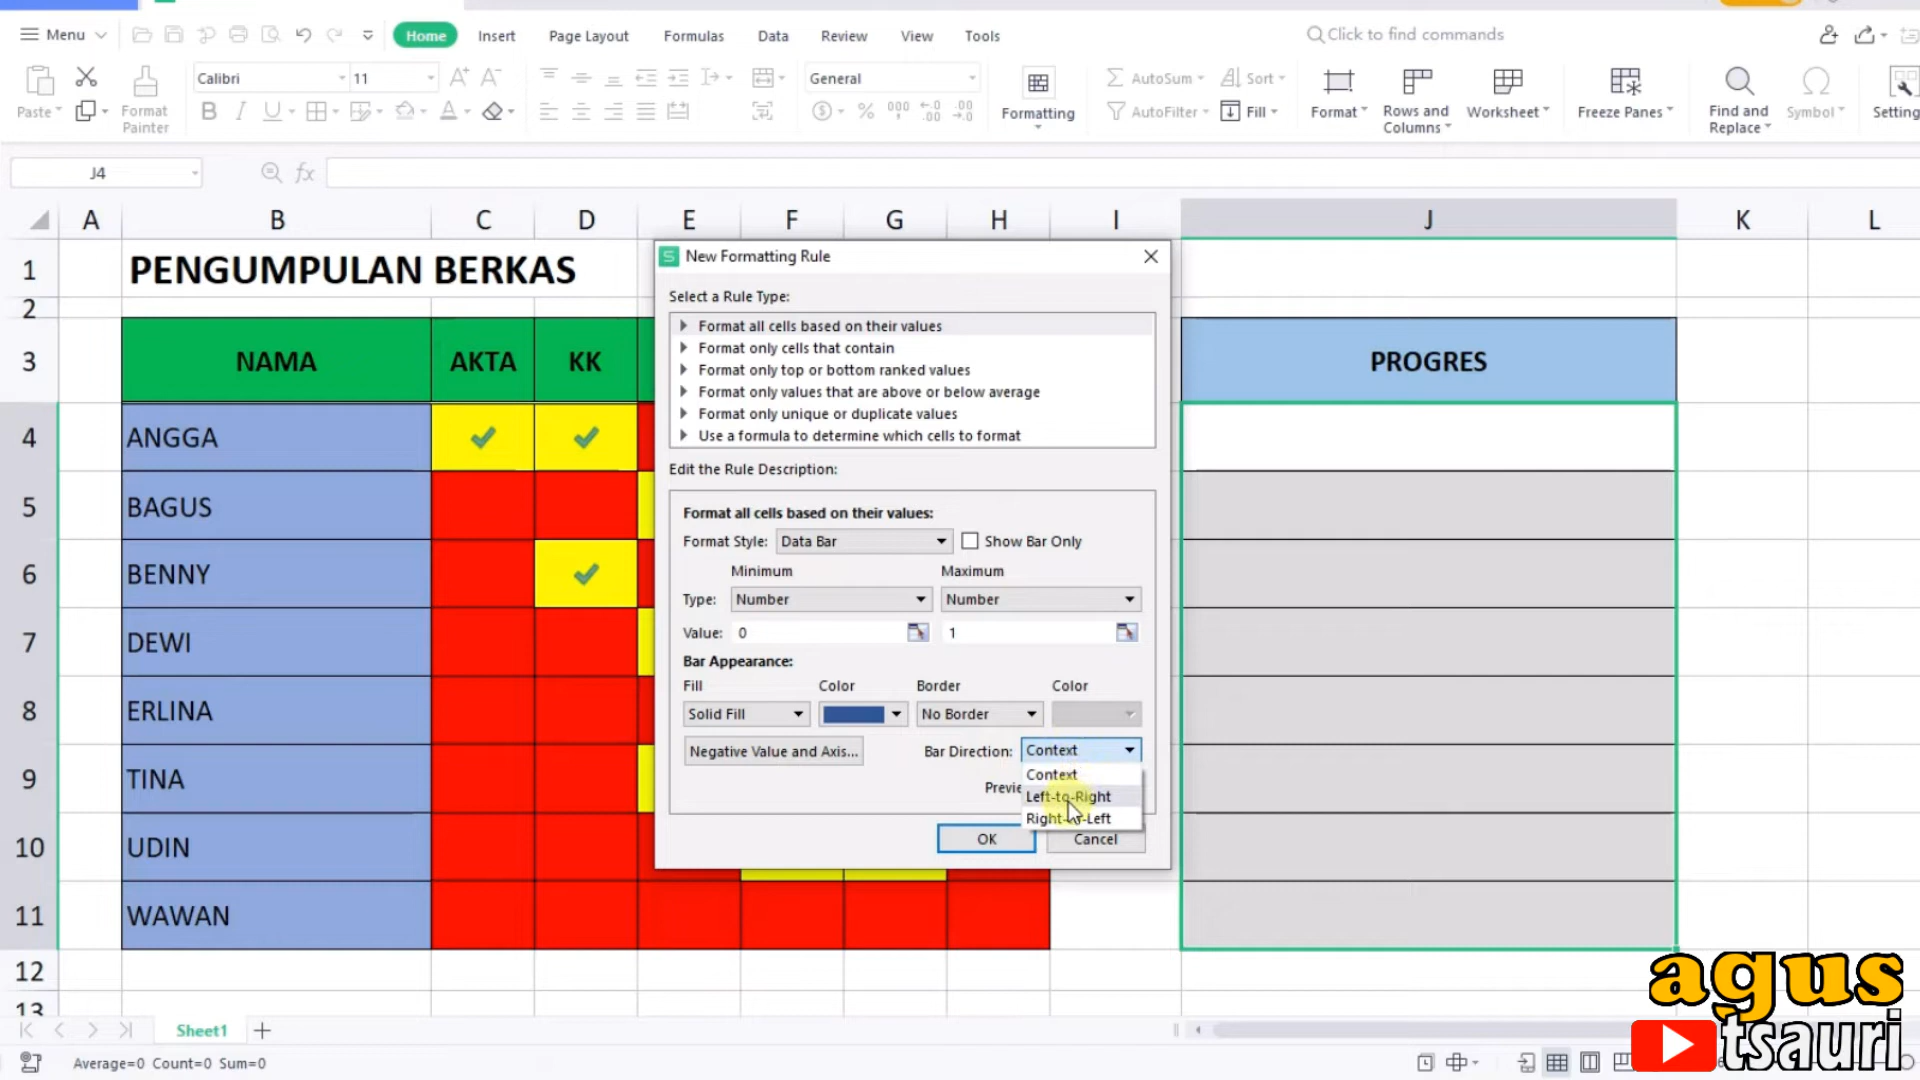 Menu Home Insert Page Layout Formulas Data Review View Tools Click to find commands
Calibri 11 General AutoSum Sort
Paste Format Painter Formatting AutoFilter Fill Format Rows and Columns Worksheet Freeze Panes Find and Replace Symbol Setting
J4 fx
A B C D E F G H I J K L
1 PENGUMPULAN BERKAS
2
3 NAMA AKTA KK PROGRES
4 ANGGA
5 BAGUS
6 BENNY
7 DEWI
8 ERLINA
9 TINA
10 UDIN
11 WAWAN
12
13
New Formatting Rule
Select a Rule Type:
Format all cells based on their values
Format only cells that contain
Format only top or bottom ranked values
Format only values that are above or below average
Format only unique or duplicate values
Use a formula to determine which cells to format
Edit the Rule Description:
Format all cells based on their values:
Format Style: Data Bar Show Bar Only
Minimum Maximum
Type: Number Number
Value: 0 1
Bar Appearance:
Fill Color Border Color
Solid Fill No Border
Negative Value and Axis... Bar Direction: Context
Context
Left-to-Right
Right-to-Left
OK Cancel
Sheet1
Average=0 Count=0 Sum=0
agus
tsauri